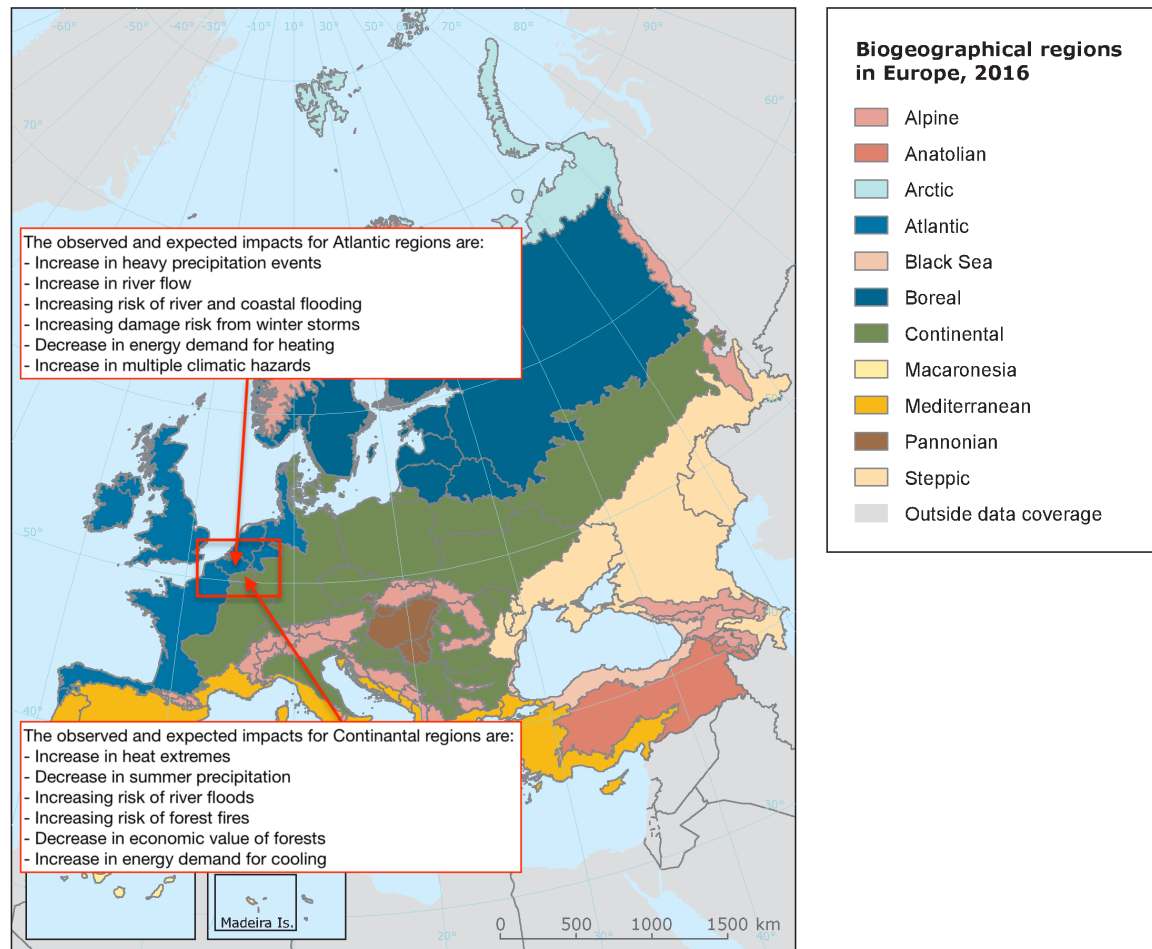 -60°
-50°
-40°
-30°
-20°
-10°
10°
30°
50°
60°
70°
80°
90°
70°
60°
The observed and expected impacts for Atlantic regions are:
- Increase in heavy precipitation events
- Increase in river flow
- Increasing risk of river and coastal flooding
- Increasing damage risk from winter storms
- Decrease in energy demand for heating
- Increase in multiple climatic hazards
50°
40°
The observed and expected impacts for Continantal regions are:
- Increase in heat extremes
- Decrease in summer precipitation
- Increasing risk of river floods
- Increasing risk of forest fires
- Decrease in economic value of forests
- Increase in energy demand for cooling
30°
Madeira Is.
0 500 1000 1500 km
20°
30°
40°
Biogeographical regions
in Europe, 2016
Alpine
Anatolian
Arctic
Atlantic
Black Sea
Boreal
Continental
Macaronesia
Mediterranean
Pannonian
Steppic
Outside data coverage